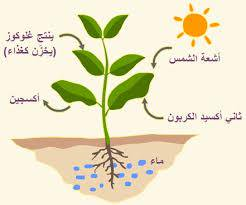 ينتج غلوكوز
(يخزن كغذاء)
أشعة الشمس
أكسجين
ثاني أكسيد الكربون
ماء